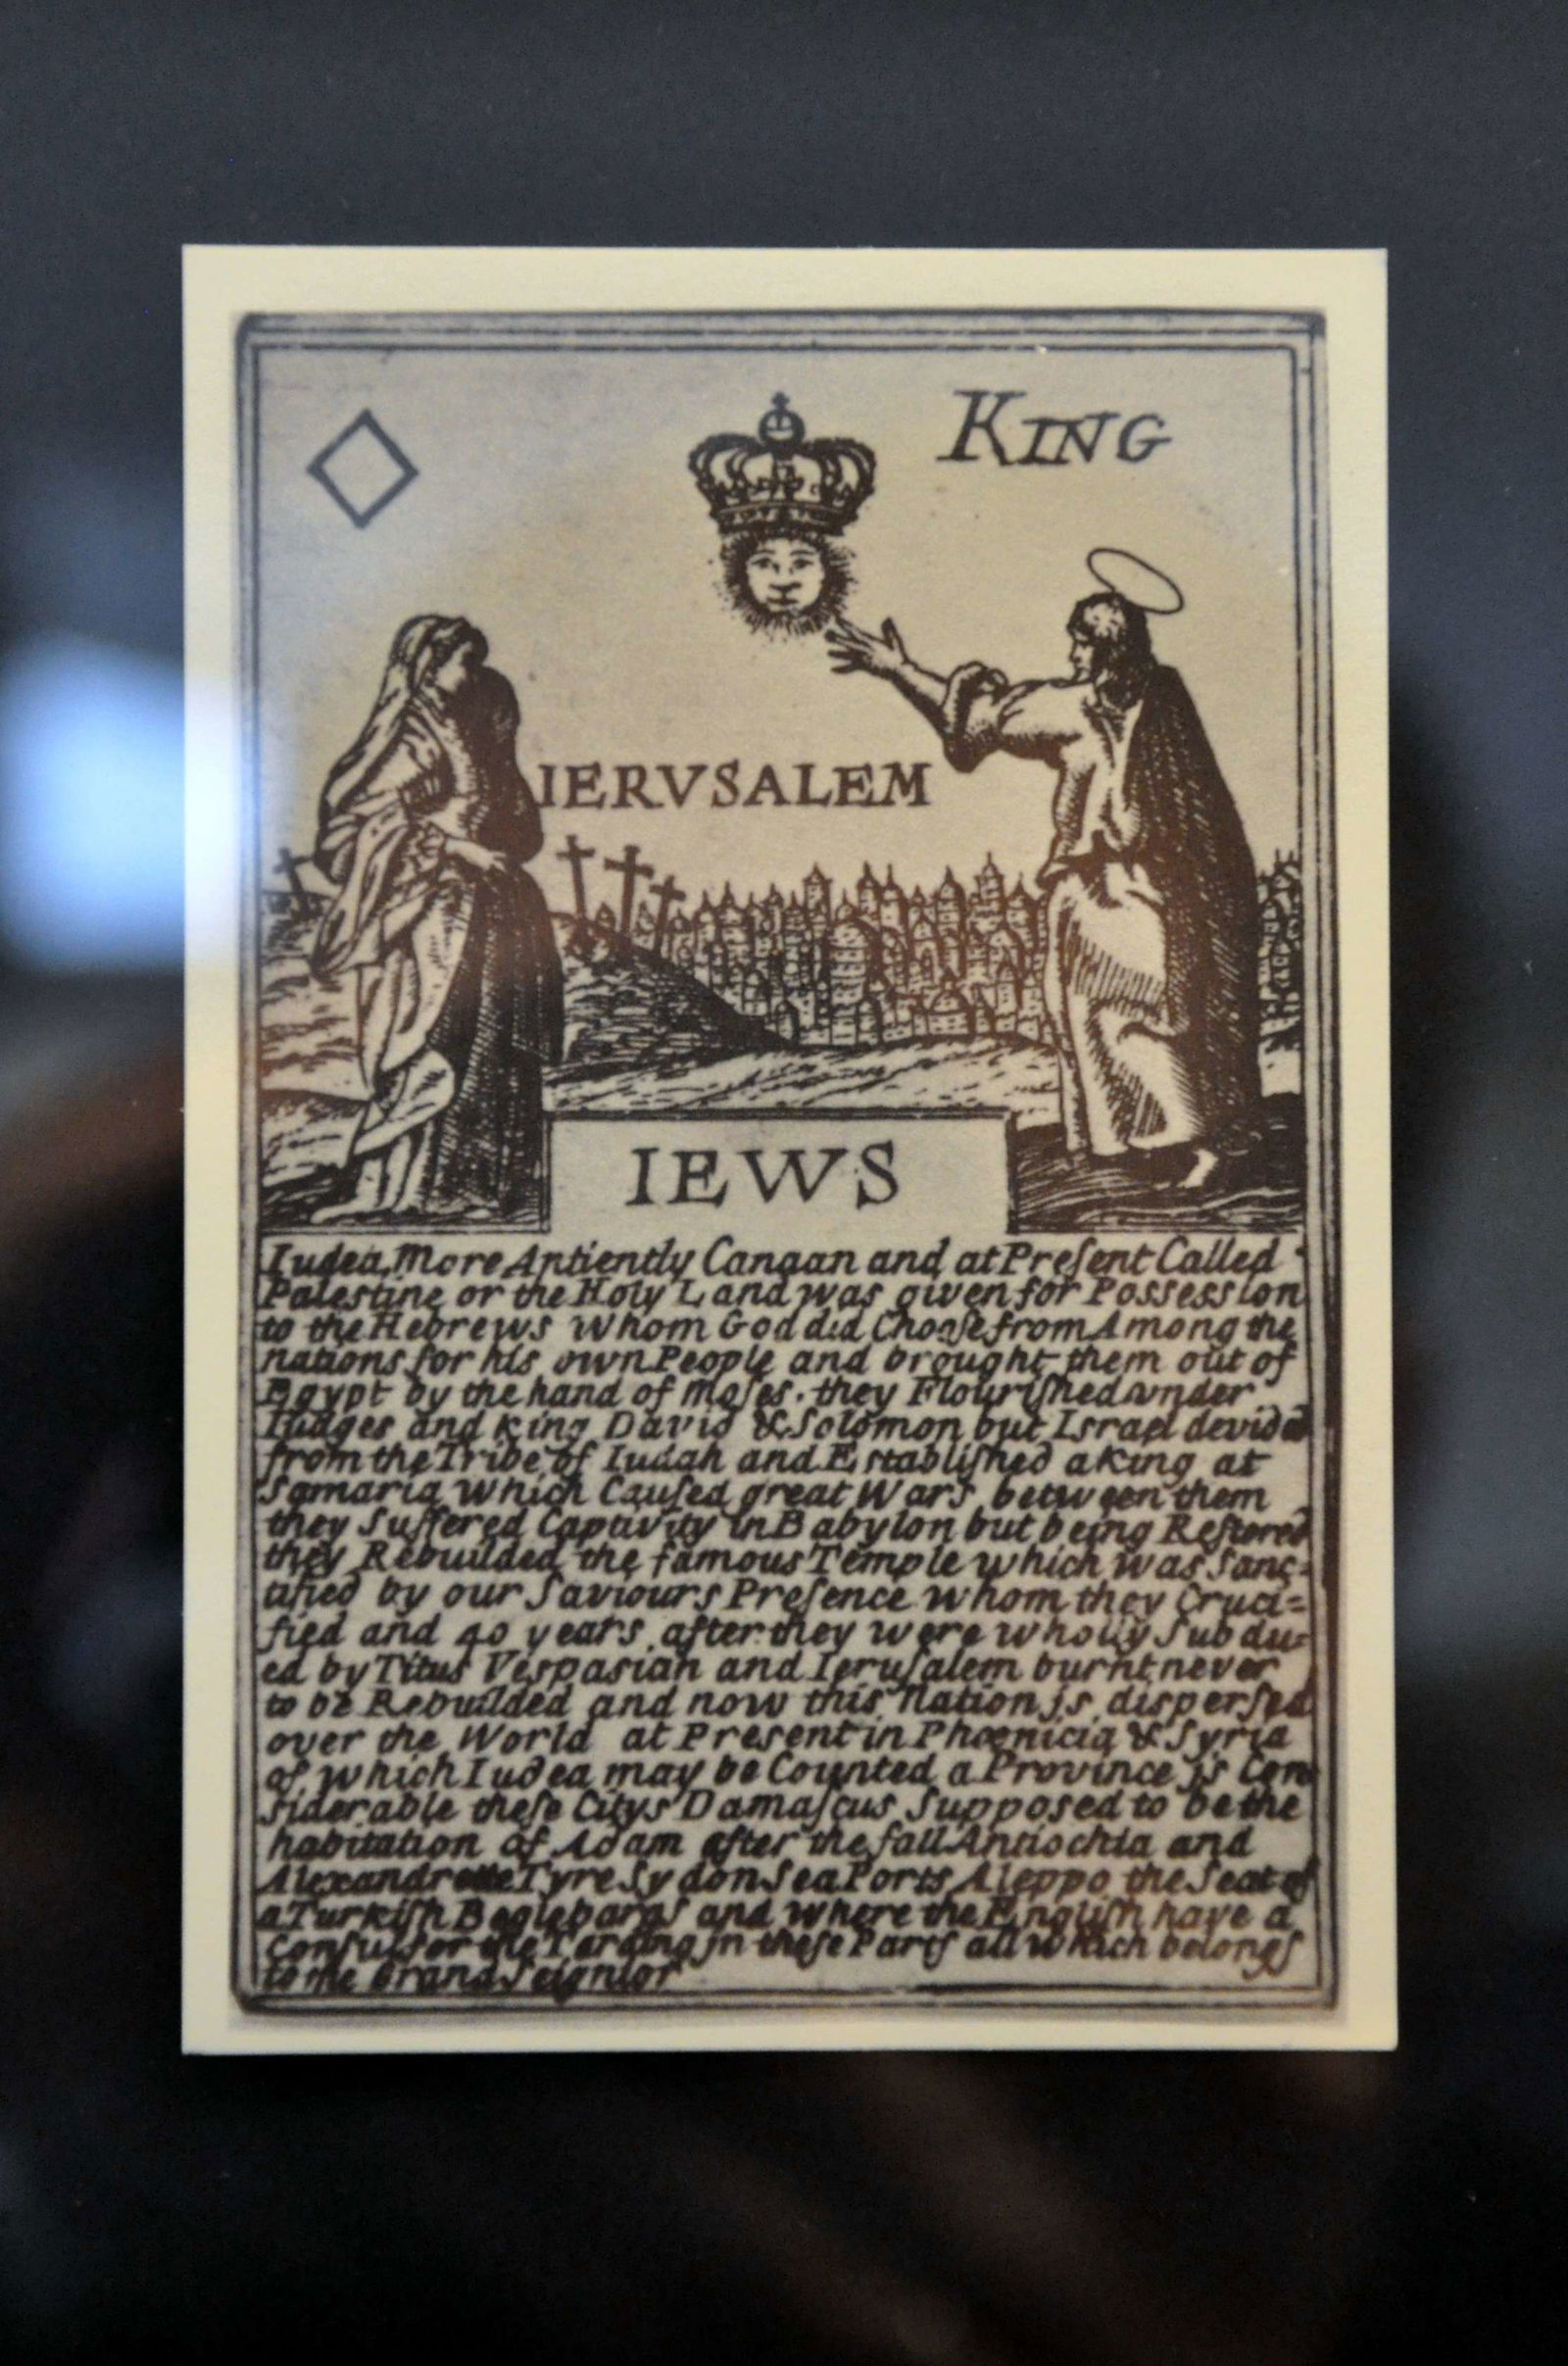 KING
IERVSALEM
IEWS
Iudea More Antiently Canaan and at Preſent Called
Palestine or the Holy Land was given for Possession
to the Hebrews whom God did Chooſe from Among the
nations for his own People and brought them out of
Egypt by the hand of Moſes. they Flouriſhed vnder
Iudges and King David & Solomon but Israel devided
from the Tribe of Iudah and Eſtabliſhed a King at
Samaria which Cauſed great Wars between them
they Suffered Captivity in Babylon but being Reſtored
they Rebuilded the famous Temple which was Sanc=
tified by our Saviours Preſence whom they Cruci=
fied and 40 years after they were wholly Subdu=
ed by Titus Vespasian and Ieruſalem burnt never
to be Rebuilded and now this Nation is disperſed
over the World at Present in Phœnicia & Syria
of which Iudea may be Counted a Province is Con
ſiderable theſe Citys Damaſcus Supposed to be the
habitation of Adam after the fall Antiochia and
Alexandrette Tyre Sydon Sea Ports Aleppo the Seat of
a Turkiſh and where the Engliſh have a
Conſul for the in theſe Parts all which belongs
to the Grand Seignior